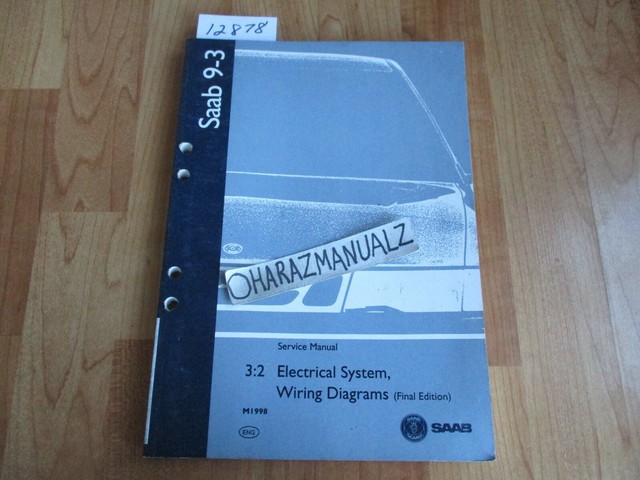 12878
Saab 9-3
OHARAZMANUALZ
Service Manual
3:2 Electrical System,
Wiring Diagrams (Final Edition)
M1998
ENG
SAAB